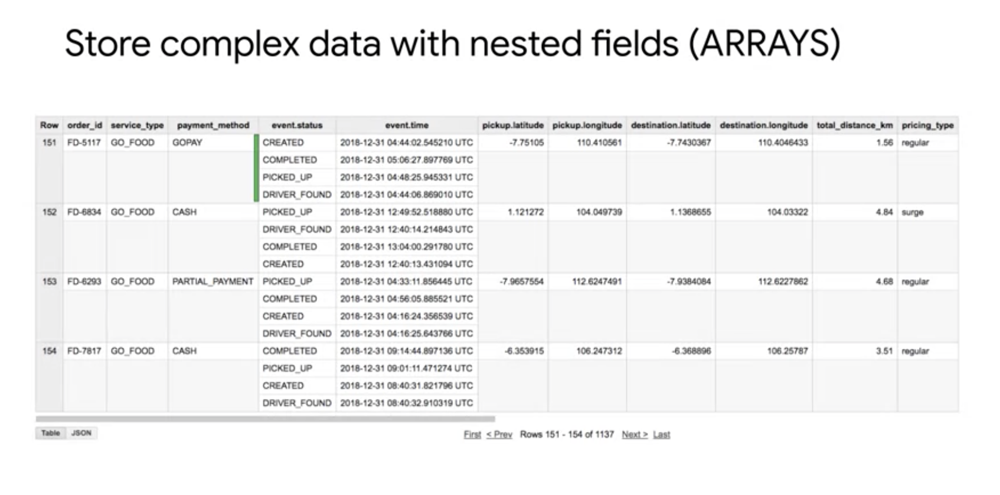 Store complex data with nested fields (ARRAYS)
Row order_id service_type payment_method event.status event.time pickup.latitude pickup.longitude destination.latitude destination.longitude total_distance_km pricing_type
151 FD-5117 GO_FOOD GOPAY CREATED 2018-12-31 04:44:02.545210 UTC -7.75105 110.410561 -7.7430367 110.4046433 1.56 regular
COMPLETED 2018-12-31 05:06:27.897769 UTC
PICKED_UP 2018-12-31 04:48:25.945331 UTC
DRIVER_FOUND 2018-12-31 04:44:06.869010 UTC
152 FD-6834 GO_FOOD CASH PICKED_UP 2018-12-31 12:49:52.518880 UTC 1.121272 104.049739 1.1368655 104.03322 4.84 surge
DRIVER_FOUND 2018-12-31 12:40:14.214843 UTC
COMPLETED 2018-12-31 13:04:00.291780 UTC
CREATED 2018-12-31 12:40:13.431094 UTC
153 FD-6293 GO_FOOD PARTIAL_PAYMENT PICKED_UP 2018-12-31 04:33:11.856445 UTC -7.9657554 112.6247491 -7.9384084 112.6227862 4.68 regular
COMPLETED 2018-12-31 04:56:05.885521 UTC
CREATED 2018-12-31 04:16:24.356539 UTC
DRIVER_FOUND 2018-12-31 04:16:25.643766 UTC
154 FD-7817 GO_FOOD CASH COMPLETED 2018-12-31 09:14:44.897136 UTC -6.353915 106.247312 -6.368896 106.25787 3.51 regular
PICKED_UP 2018-12-31 09:01:11.471274 UTC
CREATED 2018-12-31 08:40:31.821796 UTC
DRIVER_FOUND 2018-12-31 08:40:32.910319 UTC
Table JSON First < Prev Rows 151 - 154 of 1137 Next > Last